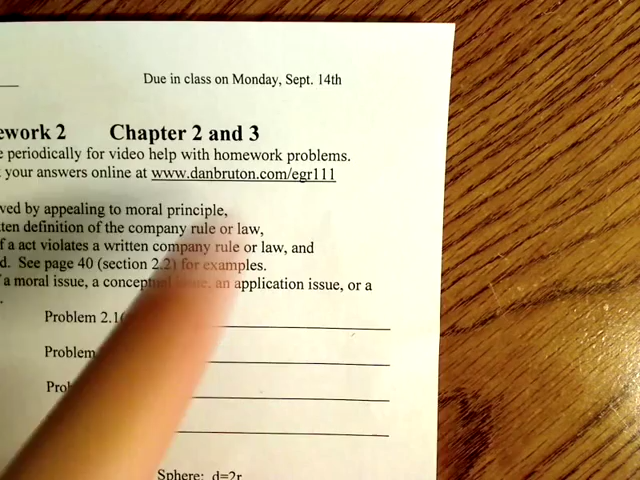 Due in class on Monday, Sept. 14th
ework 2 Chapter 2 and 3
e periodically for video help with homework problems.
your answers online at www.danbruton.com/egr111
ved by appealing to moral principle,
ten definition of the company rule or law,
f a act violates a written company rule or law, and
d. See page 40 (section 2.2) for examples.
a moral issue, a conceptual issue, an application issue, or a
Problem 2.1
Problem
Pro
Sphere: d=2r